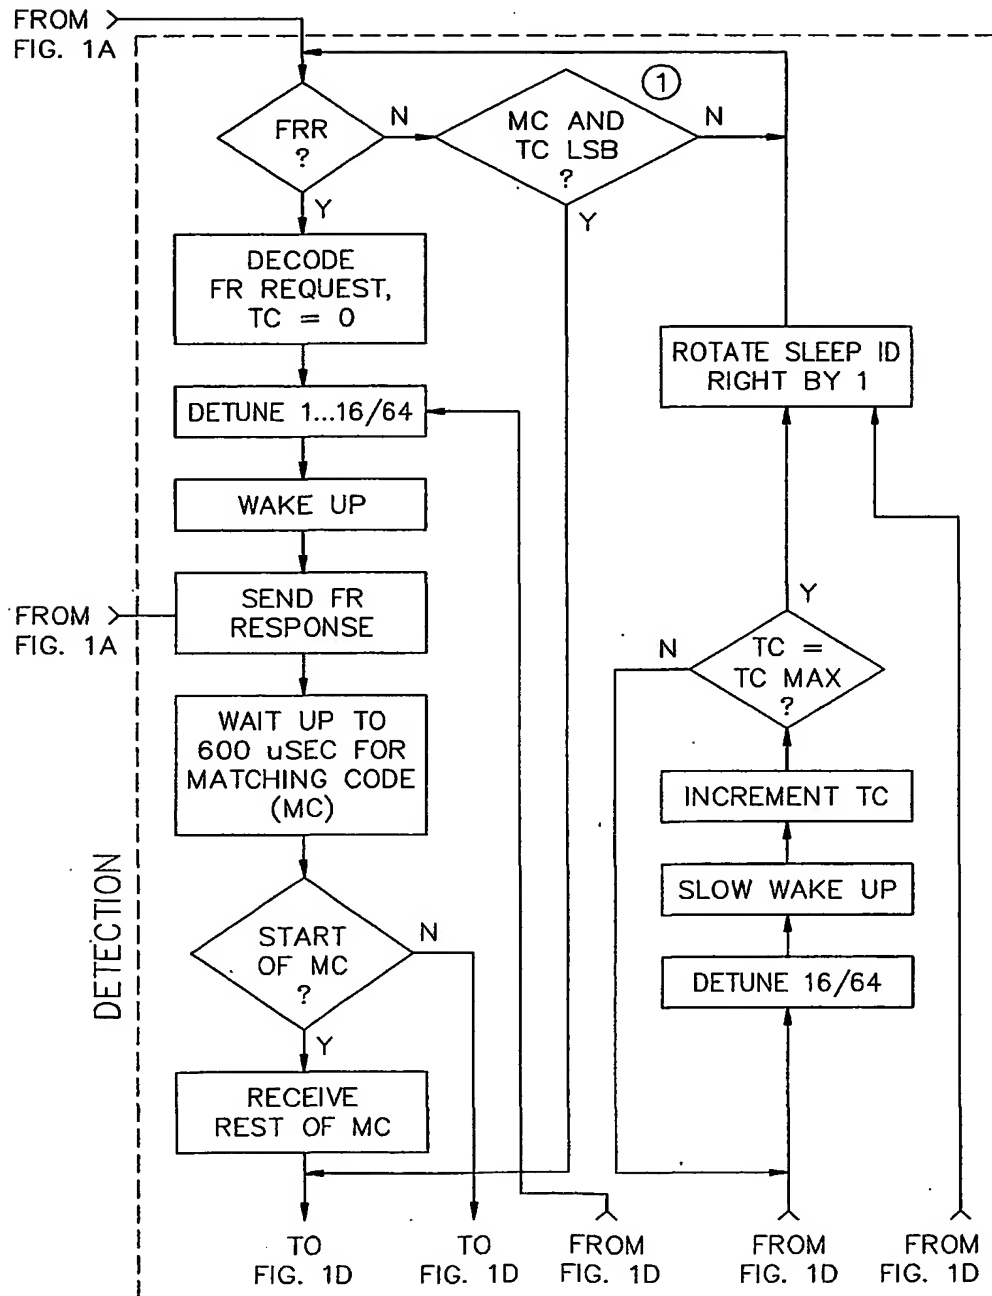 FROM
FIG. 1A
FRR
?
N
Y
MC AND
TC LSB
?
1
N
Y
DECODE
FR REQUEST,
TC = 0
DETUNE 1...16/64
WAKE UP
FROM
FIG. 1A
SEND FR
RESPONSE
WAIT UP TO
600 uSEC FOR
MATCHING CODE
(MC)
START
OF MC
?
N
Y
RECEIVE
REST OF MC
DETECTION
ROTATE SLEEP ID
RIGHT BY 1
Y
N
TC =
TC MAX
?
INCREMENT TC
SLOW WAKE UP
DETUNE 16/64
TO
FIG. 1D
TO
FIG. 1D
FROM
FIG. 1D
FROM
FIG. 1D
FROM
FIG. 1D